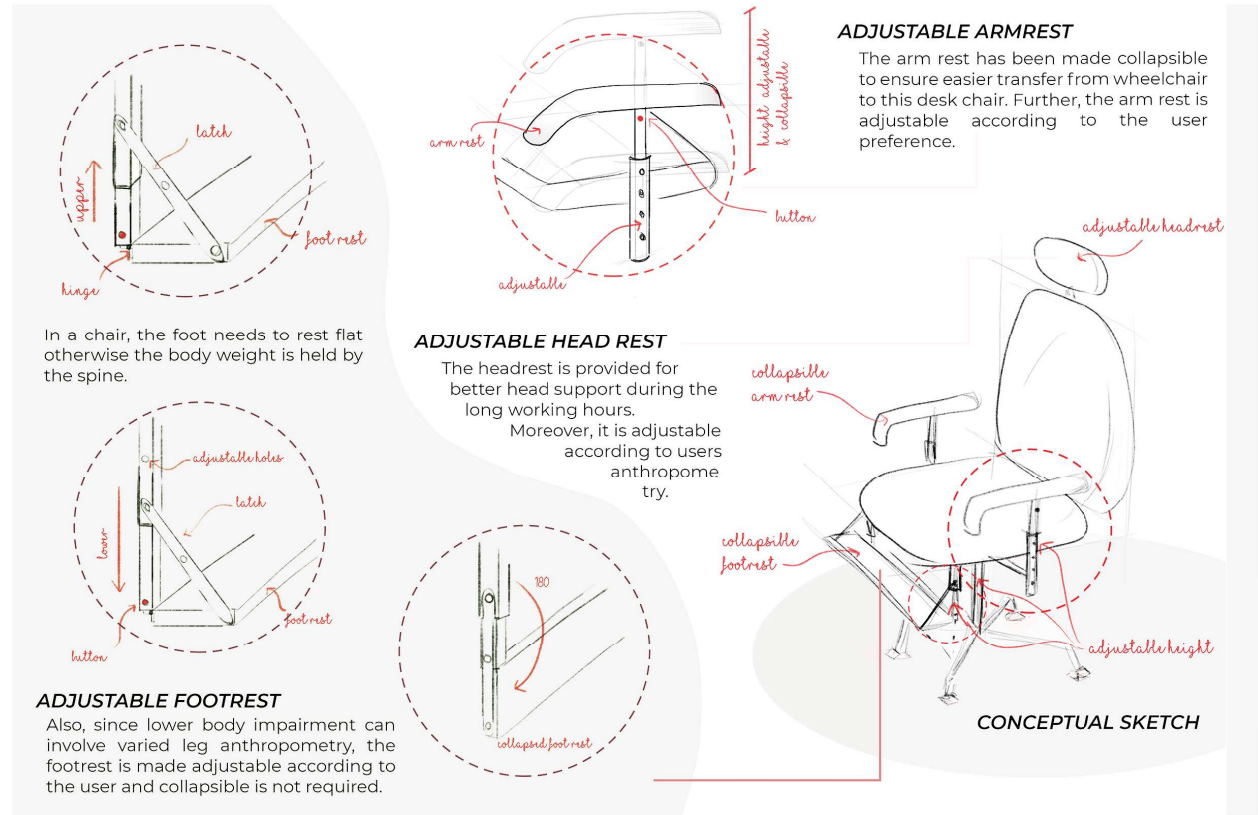 latch
upper
foot rest
hinge
In a chair, the foot needs to rest flat
otherwise the body weight is held by
the spine.
adjustable holes
latch
lower
foot rest
button
ADJUSTABLE FOOTREST
Also, since lower body impairment can
involve varied leg anthropometry, the
footrest is made adjustable according to
the user and collapsible is not required.
arm rest
height adjustable
& collapsible
button
adjustable
ADJUSTABLE HEAD REST
The headrest is provided for
better head support during the
long working hours.
Moreover, it is adjustable
according to users
anthropome
try.
180
collapsed foot rest
ADJUSTABLE ARMREST
The arm rest has been made collapsible
to ensure easier transfer from wheelchair
to this desk chair. Further, the arm rest is
adjustable according to the user
preference.
adjustable headrest
collapsible
arm rest
collapsible
footrest
adjustable height
CONCEPTUAL SKETCH